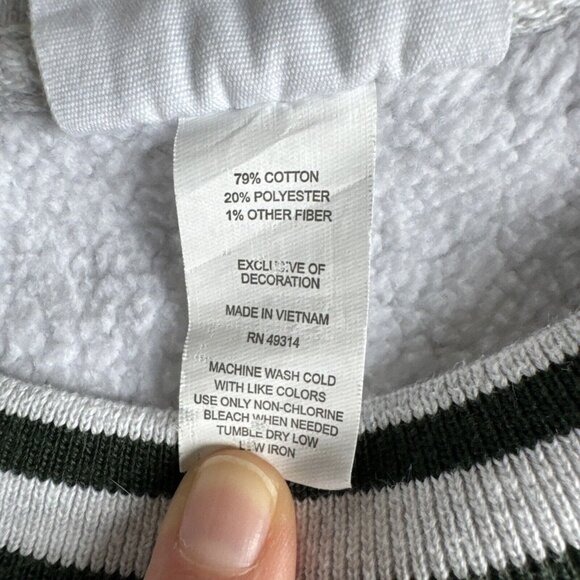 79% COTTON
20% POLYESTER
1% OTHER FIBER
EXCLUSIVE OF
DECORATION
MADE IN VIETNAM
RN 49314
MACHINE WASH COLD
WITH LIKE COLORS
USE ONLY NON-CHLORINE
BLEACH WHEN NEEDED
TUMBLE DRY LOW
LOW IRON